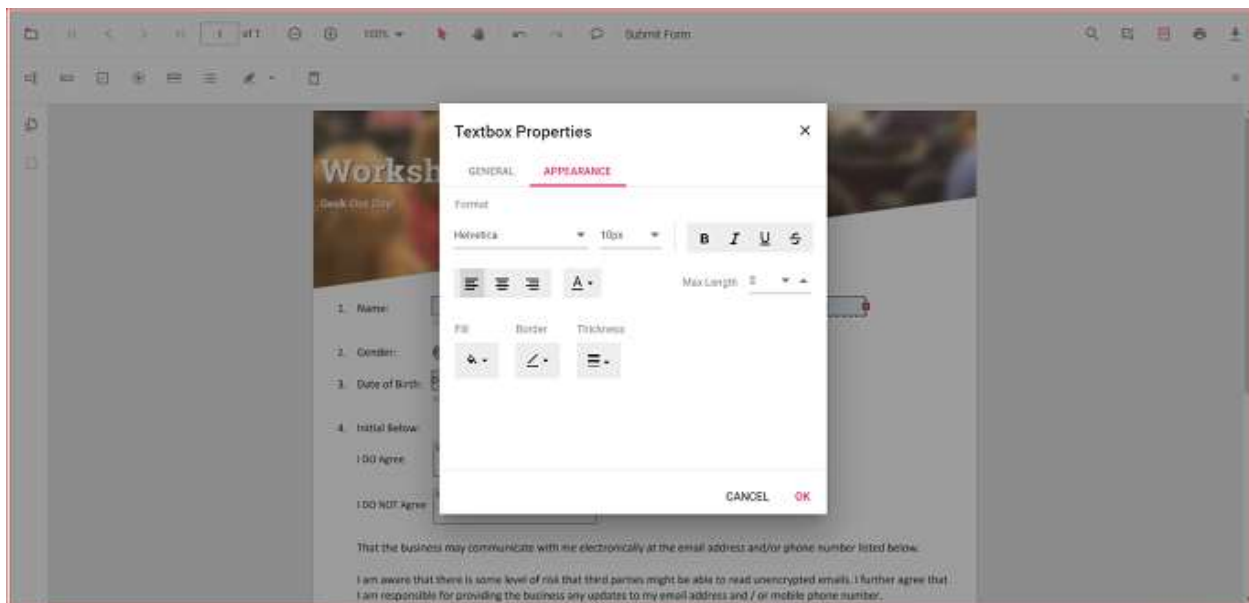 1 of 1 100% Submit Form
Textbox Properties
GENERAL APPEARANCE
Format
Helvetica 10px B I U S
A Max Length 0
Fill Border Thickness
CANCEL OK
Worksh
1. Name:
2. Gender:
3. Date of Birth:
4. Initial Below:
I DO Agree
I DO NOT Agree
That the business may communicate with me electronically at the email address and/or phone number listed below.
I am aware that there is some level of risk that third parties might be able to read unencrypted emails. I further agree that
I am responsible for providing the business any updates to my email address and / or mobile phone number.